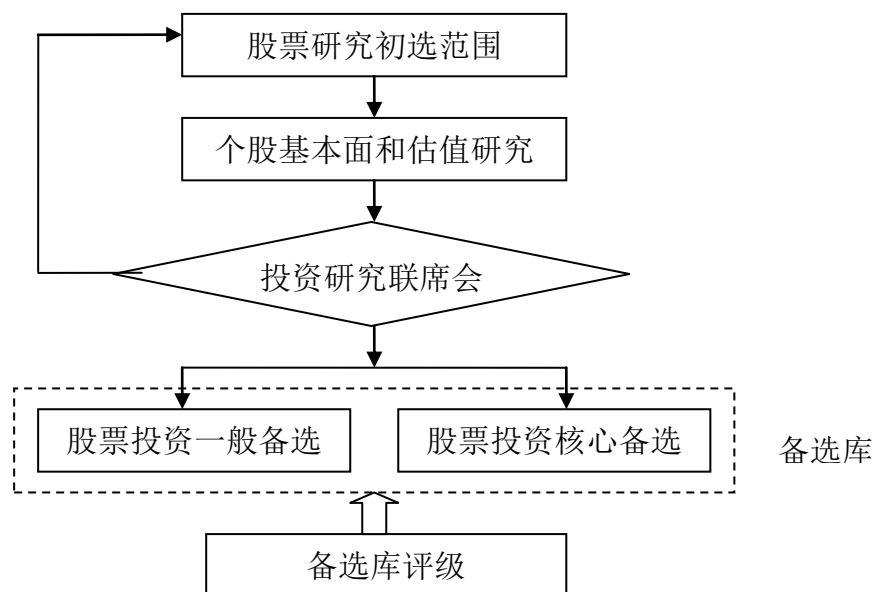 股票研究初选范围
个股基本面和估值研究
投资研究联席会
股票投资一般备选
股票投资核心备选
备选库
备选库评级